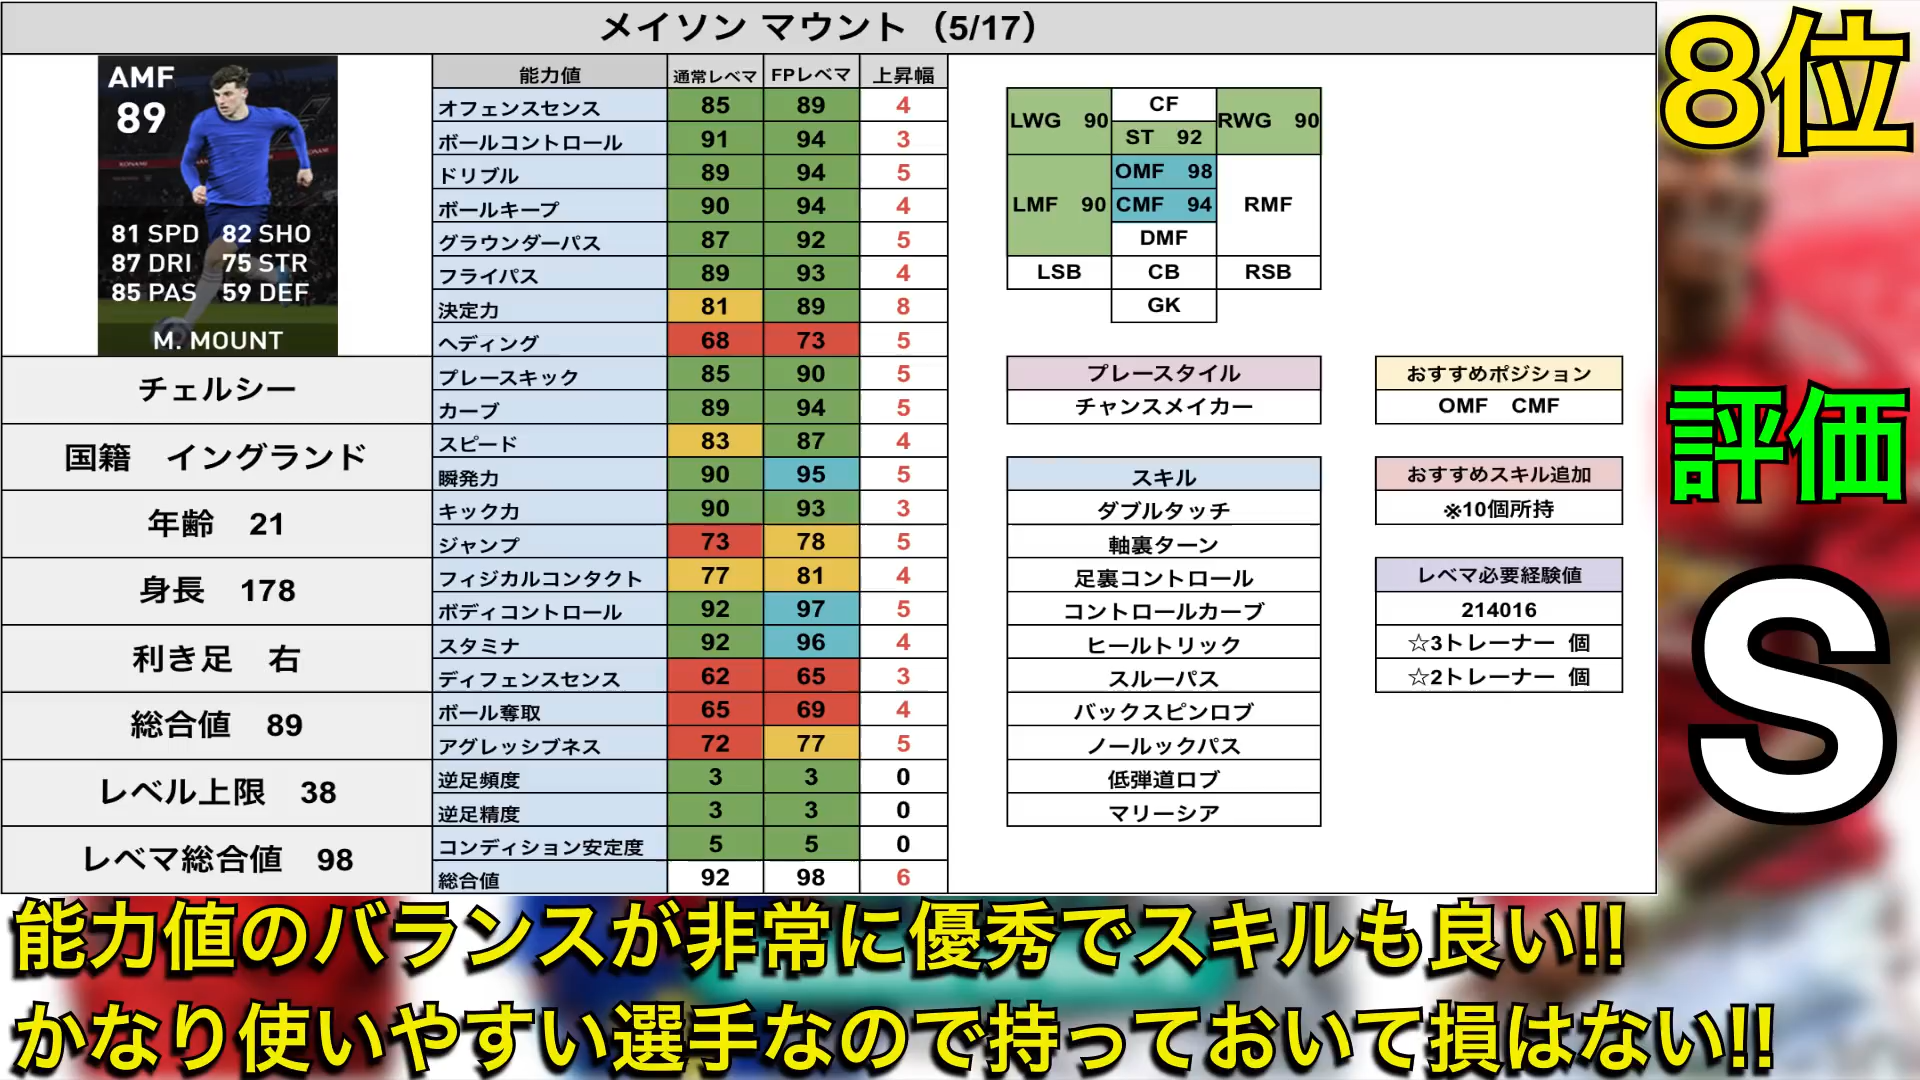 メイソン マウント（5/17）
8位
評価
S
AMF
89
81 SPD 82 SHO
87 DRI 75 STR
85 PAS 59 DEF
M. MOUNT
チェルシー
国籍 イングランド
年齢 21
身長 178
利き足 右
総合値 89
レベル上限 38
レベマ総合値 98
能力値 通常レベマ FPレベマ 上昇幅
オフェンスセンス 85 89 4
ボールコントロール 91 94 3
ドリブル 89 94 5
ボールキープ 90 94 4
グラウンダーパス 87 92 5
フライパス 89 93 4
決定力 81 89 8
ヘディング 68 73 5
プレースキック 85 90 5
カーブ 89 94 5
スピード 83 87 4
瞬発力 90 95 5
キック力 90 93 3
ジャンプ 73 78 5
フィジカルコンタクト 77 81 4
ボディコントロール 92 97 5
スタミナ 92 96 4
ディフェンスセンス 62 65 3
ボール奪取 65 69 4
アグレッシブネス 72 77 5
逆足頻度 3 3 0
逆足精度 3 3 0
コンディション安定度 5 5 0
総合値 92 98 6
CF
LWG 90 ST 92 RWG 90
OMF 98
LMF 90 CMF 94 RMF
DMF
LSB CB RSB
GK
プレースタイル
チャンスメイカー
スキル
ダブルタッチ
軸裏ターン
足裏コントロール
コントロールカーブ
ヒールトリック
スルーパス
バックスピンロブ
ノールックパス
低弾道ロブ
マリーシア
おすすめポジション
OMF CMF
おすすめスキル追加
※10個所持
レベマ必要経験値
214016
☆3トレーナー 個
☆2トレーナー 個
能力値のバランスが非常に優秀でスキルも良い!!
かなり使いやすい選手なので持っておいて損はない!!